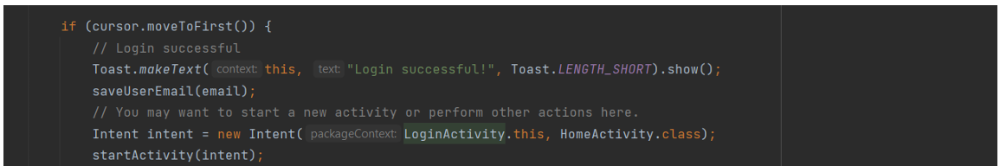 if (cursor.moveToFirst()) {
// Login successful
Toast.makeText( context: this, text: "Login successful!", Toast.LENGTH_SHORT).show();
saveUserEmail(email);
// You may want to start a new activity or perform other actions here.
Intent intent = new Intent( packageContext: LoginActivity.this, HomeActivity.class);
startActivity(intent);